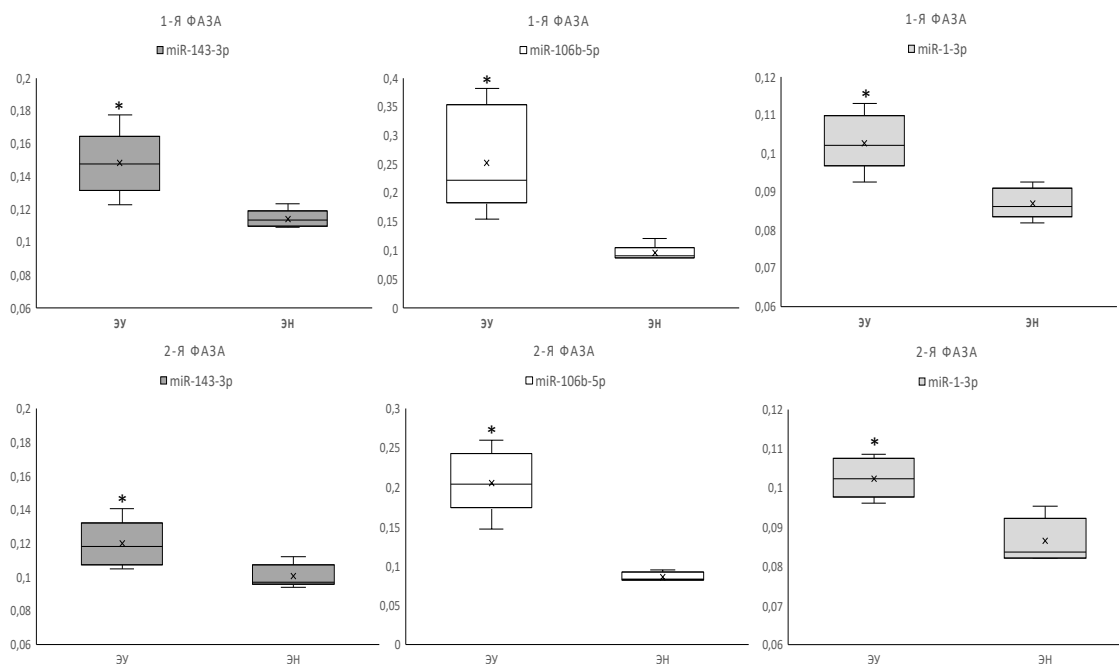 1-Я ФАЗА
miR-143-3p
0,2
0,18
0,16
0,14
0,12
0,1
0,08
0,06
*
x
x
ЭУ
ЭН
1-Я ФАЗА
miR-106b-5p
0,4
0,35
0,3
0,25
0,2
0,15
0,1
0,05
0
*
x
x
ЭУ
ЭН
1-Я ФАЗА
miR-1-3p
0,12
0,11
0,1
0,09
0,08
0,07
0,06
*
x
x
ЭУ
ЭН
2-Я ФАЗА
miR-143-3p
0,2
0,18
0,16
0,14
0,12
0,1
0,08
0,06
*
x
x
ЭУ
ЭН
2-Я ФАЗА
miR-106b-5p
0,3
0,25
0,2
0,15
0,1
0,05
0
*
x
x
ЭУ
ЭН
2-Я ФАЗА
miR-1-3p
0,12
0,11
0,1
0,09
0,08
0,07
0,06
*
x
x
ЭУ
ЭН